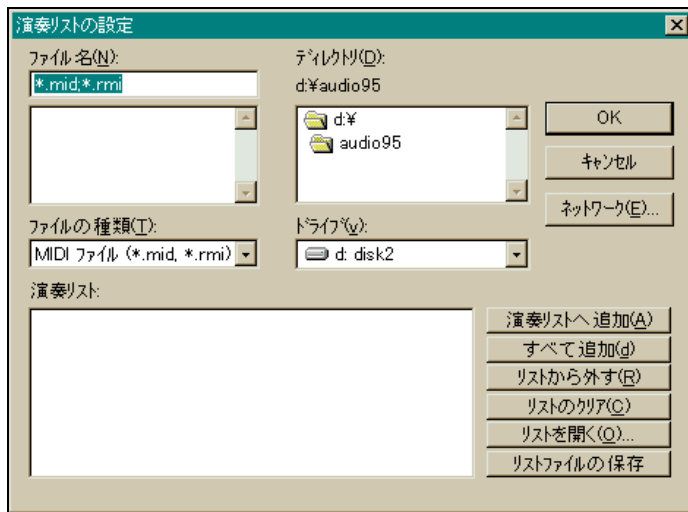 演奏リストの設定
ファイル名(N):
*.mid;*.rmi
ディレクトリ(D):
d:¥audio95
d:¥
audio95
OK
キャンセル
ネットワーク(E)...
ファイルの種類(T):
MIDI ファイル (*.mid, *.rmi)
ドライブ(v):
d: disk2
演奏リスト:
演奏リストへ追加(A)
すべて追加(d)
リストから外す(R)
リストのクリア(C)
リストを開く(O)...
リストファイルの保存